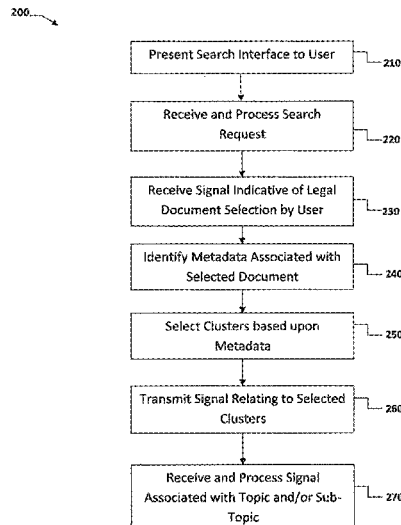 200
Present Search Interface to User
210
Receive and Process Search
Request
220
Receive Signal Indicative of Legal
Document Selection by User
230
Identify Metadata Associated with
Selected Document
240
Select Clusters based upon
Metadata
250
Transmit Signal Relating to Selected
Clusters
260
Receive and Process Signal
Associated with Topic and/or Sub-
Topic
270